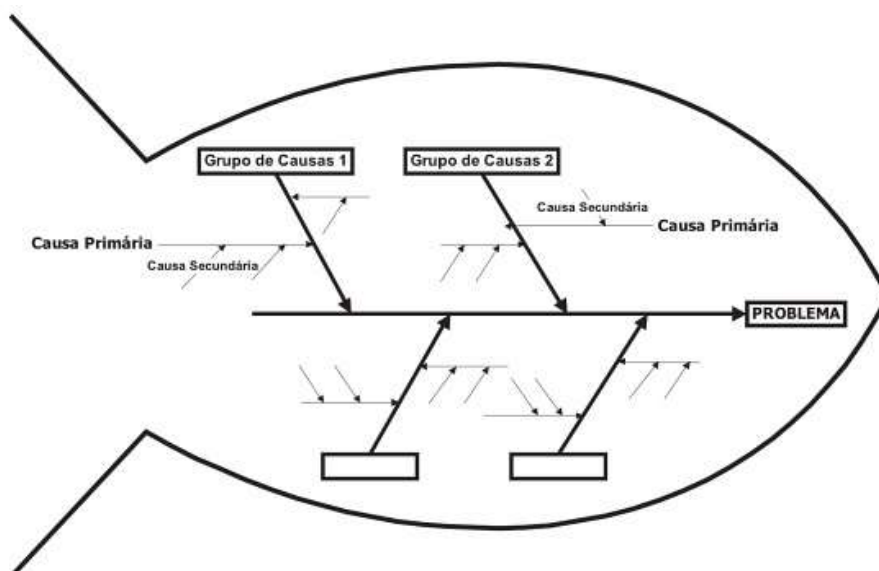 Grupo de Causas 1
Grupo de Causas 2
Causa Secundária
Causa Primária
Causa Primária
Causa Secundária
PROBLEMA